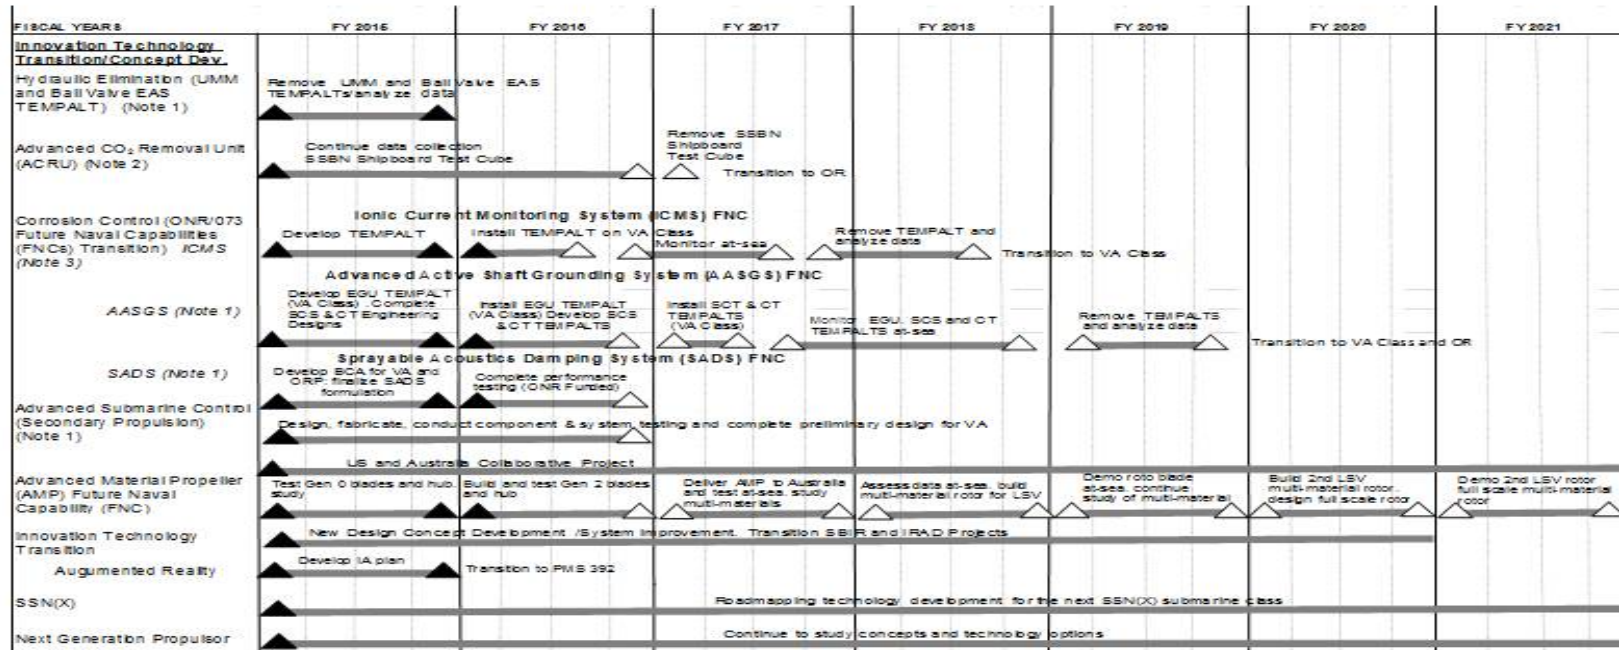 FISCAL YEARS FY 2015 FY 2016 FY 2017 FY 2018 FY 2019 FY 2020 FY 2021
Innovation Technology
Transition/Concept Dev.
Hydraulic Elimination (UMM
and Ball Valve EAS
TEMPALT) (Note 1)
Remove UMM and Ball Valve EAS
TEMPALTs/analyze data
Advanced CO₂ Removal Unit
(ACRU) (Note 2)
Continue data collection
SSBN Shipboard Test Cube
Remove SSBN
Shipboard
Test Cube
Transition to OR
Corrosion Control (ONR/073
Future Naval Capabilities
(FNCs) Transition) ICMS
(Note 3)
Ionic Current Monitoring System (ICMS) FNC
Develop TEMPALT
Install TEMPALT on VA Class
Monitor at-sea
Remove TEMPALT and
analyze data
Transition to VA Class
Advanced Active Shaft Grounding System (AASGS) FNC
AASGS (Note 1)
Develop EGU TEMPALT
(VA Class). Complete
SCS & CT Engineering
Designs
Install EGU TEMPALT
(VA Class) Develop SCS
& CT TEMPALTS
Install SCT & CT
TEMPALTS
(VA Class)
Monitor EGU, SCS and CT
TEMPALTS at-sea
Remove TEMPALTS
and analyze data
Transition to VA Class and OR
Sprayable Acoustics Damping System (SADS) FNC
SADS (Note 1)
Develop BCA for VA and
ORP; finalize SADS
formulation
Complete performance
testing (ONR Funded)
Advanced Submarine Control
(Secondary Propulsion)
(Note 1)
Design, fabricate, conduct component & system testing and complete preliminary design for VA
US and Australia Collaborative Project
Advanced Material Propeller
(AMP) Future Naval
Capability (FNC)
Test Gen 0 blades and hub,
study
Build and test Gen 2 blades
and hub
Deliver AMP to Australia
and test at-sea, study
multi-materials
Assess data at-sea, build
multi-material rotor for LSV
Demo roto blade
at-sea, continue
study of multi-material
Build 2nd LSV
multi-material rotor,
design full scale rotor
Demo 2nd LSV rotor
full scale multi-material
rotor
Innovation Technology
Transition
New Design Concept Development /System Improvement. Transition SBIR and IRAD Projects
Augumented Reality
Develop IA plan
Transition to PMS 392
SSN(X)
Roadmapping technology development for the next SSN(X) submarine class
Next Generation Propulsor
Continue to study concepts and technology options